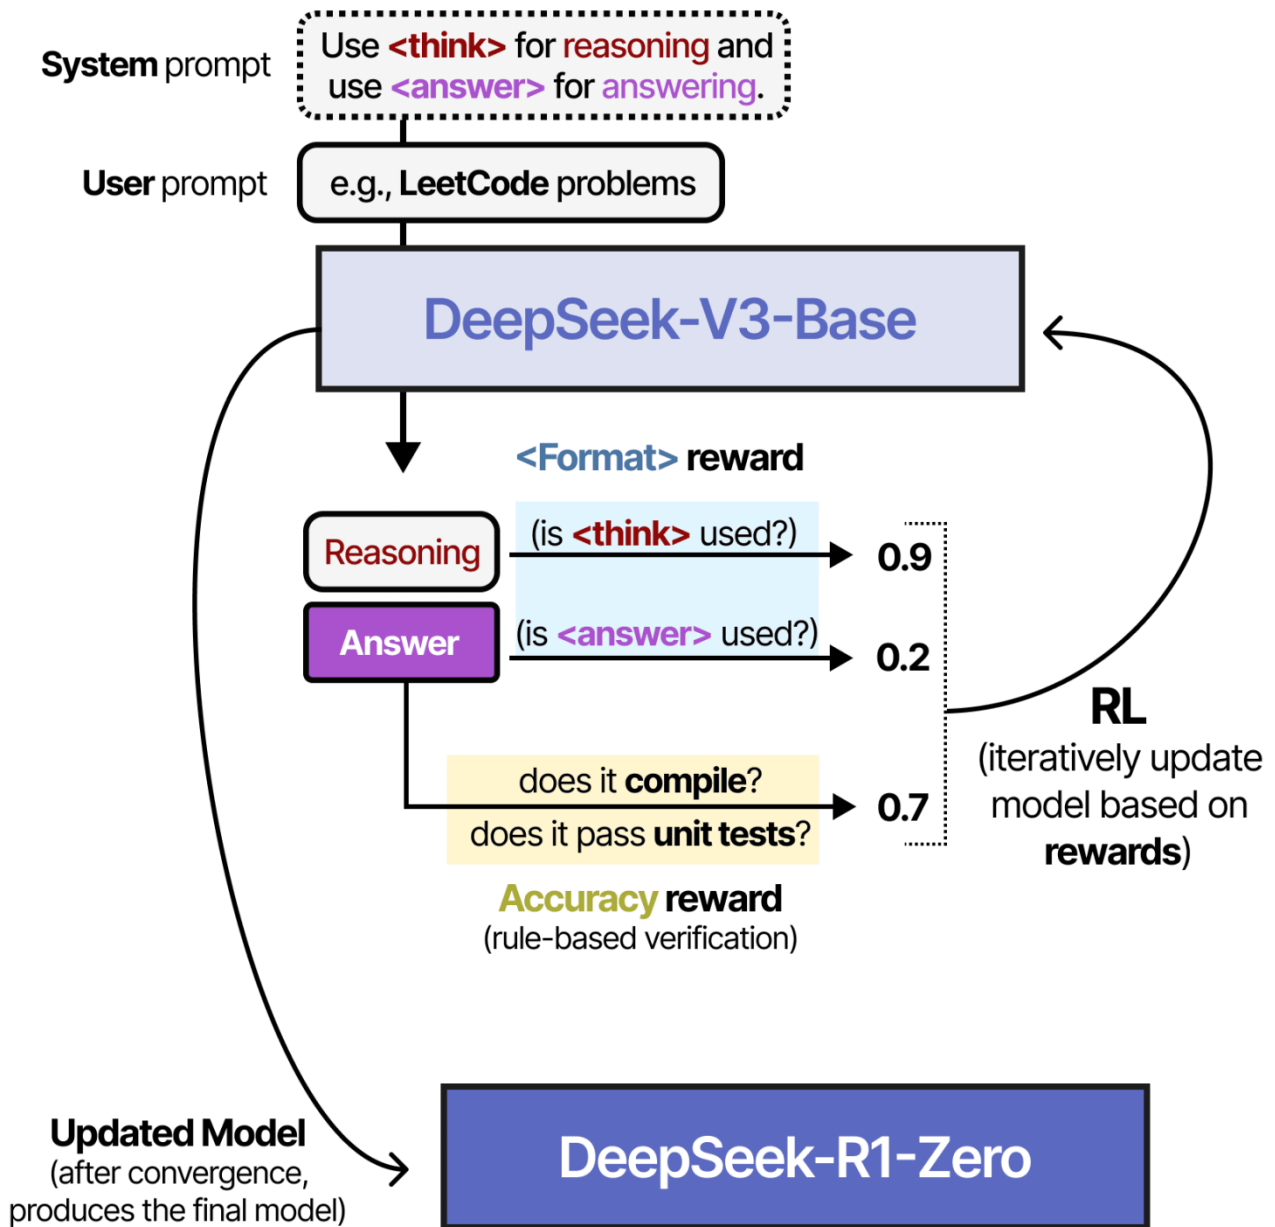 System prompt
Use <think> for reasoning and
use <answer> for answering.
User prompt
e.g., LeetCode problems
DeepSeek-V3-Base
<Format> reward
Reasoning
(is <think> used?)
0.9
Answer
(is <answer> used?)
0.2
does it compile?
does it pass unit tests?
0.7
Accuracy reward
(rule-based verification)
RL
(iteratively update
model based on
rewards)
Updated Model
(after convergence,
produces the final model)
DeepSeek-R1-Zero